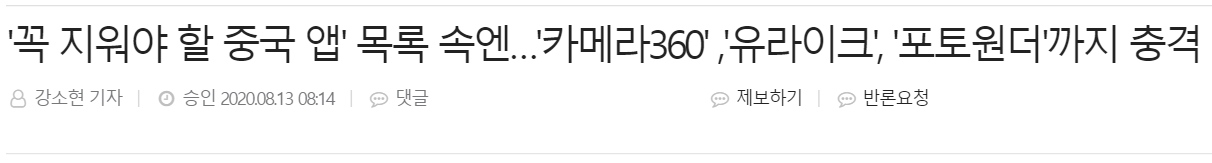 '꼭 지워야 할 중국 앱' 목록 속엔…'카메라360' ,'유라이크', '포토원더'까지 충격
강소현 기자 승인 2020.08.13 08:14 댓글 제보하기 반론요청